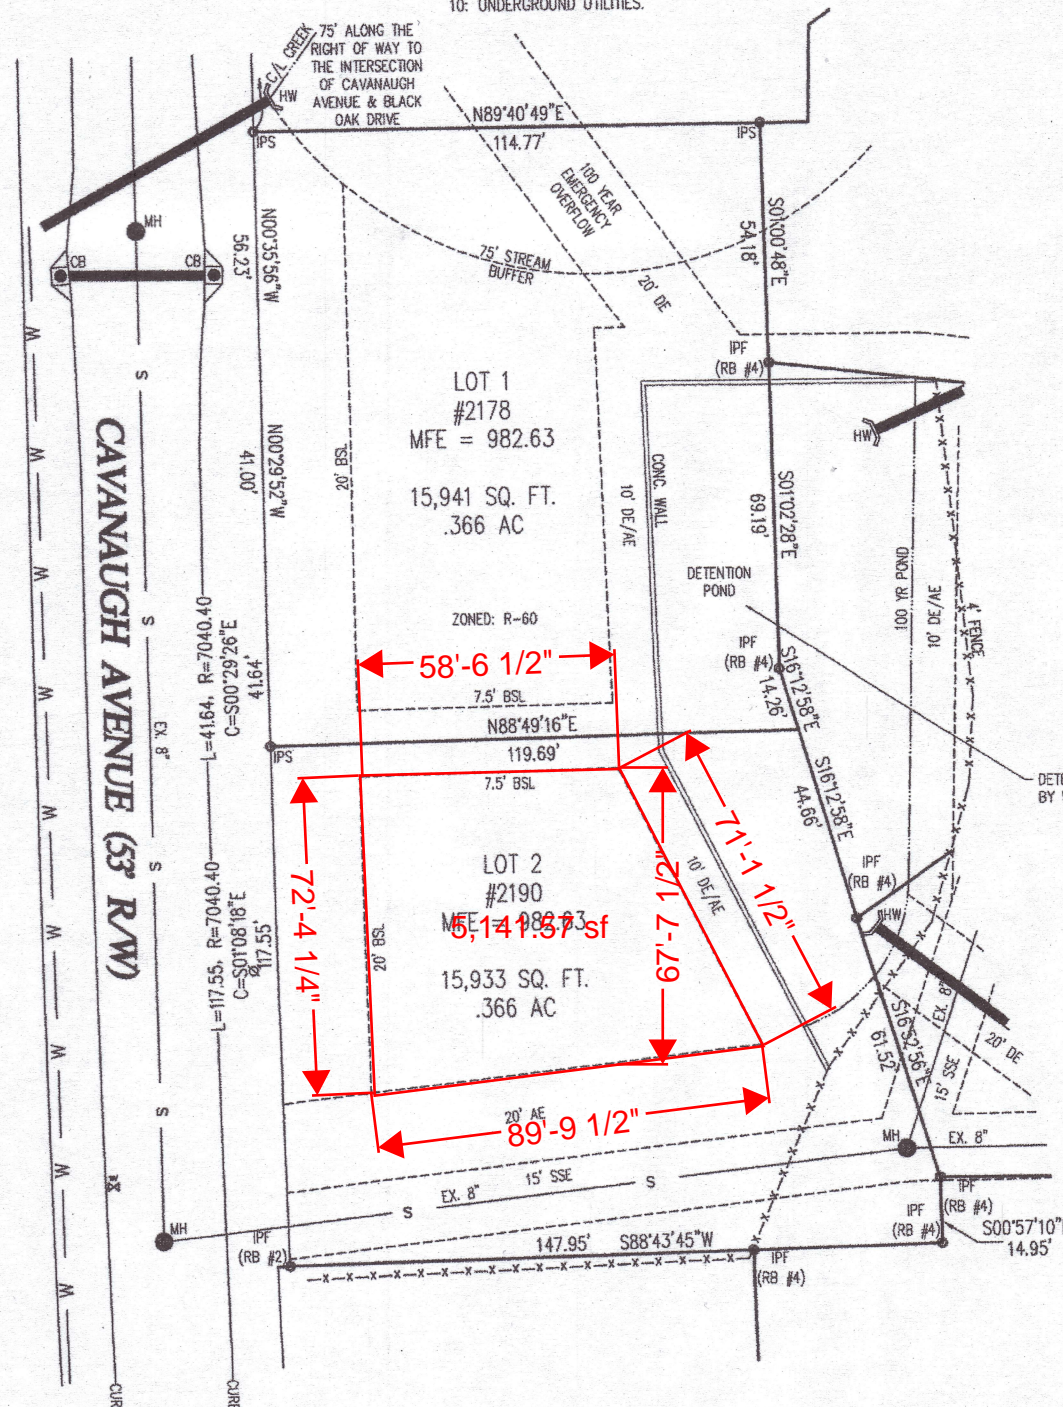 10: UNDERGROUND UTILITIES.
75' ALONG THE
RIGHT OF WAY TO
THE INTERSECTION
OF CAVANAUGH
AVENUE & BLACK
OAK DRIVE
C/L CREEK
HW
IPS
N89°40'49"E
114.77'
IPS
100 YEAR
EMERGENCY
OVERFLOW
MH
CB
CB
N00°35'56"W
56.23'
75' STREAM
BUFFER
20' DE
S01°00'48"E
54.18'
IPF
(RB #4)
HW
LOT 1
#2178
MFE = 982.63
15,941 SQ. FT.
.366 AC
ZONED: R-60
20' BSL
N00°29'52"W
41.00'
10' DE/AE
CONC. WALL
S01°02'28"E
69.19'
DETENTION
POND
100 YR POND
10' DE/AE
4' FENCE
IPF
(RB #4)
S16°12'58"E
14.26'
58'-6 1/2"
7.5' BSL
N88°49'16"E
119.69'
IPS
7.5' BSL
L=41.64, R=7040.40
C=S00°29'26"E
41.64'
CAVANAUGH AVENUE (53' R/W)
EX. 8"
S
S
S
S
W
W
W
W
W
W
W
W
W
S16°12'58"E
44.66'
DETE
BY
71'-1 1/2"
72'-4 1/4"
67'-7 1/2"
LOT 2
#2190
MFE = 982.63
5,141.57 sf
15,933 SQ. FT.
.366 AC
20' BSL
10' DE/AE
IPF
(RB #4)
HW
L=117.55, R=7040.40
C=S01°08'18"E
117.55'
S16°52'56"E
61.52'
EX. 8"
20' DE
15' SSE
20' AE
89'-9 1/2"
MH
EX. 8"
15' SSE
EX. 8"
S
S
MH
IPF
(RB #2)
147.95'
S88°43'45"W
IPF
(RB #4)
IPF
(RB #4)
IPF
(RB #4)
S00°57'10"E
14.95'
CURB
CURB